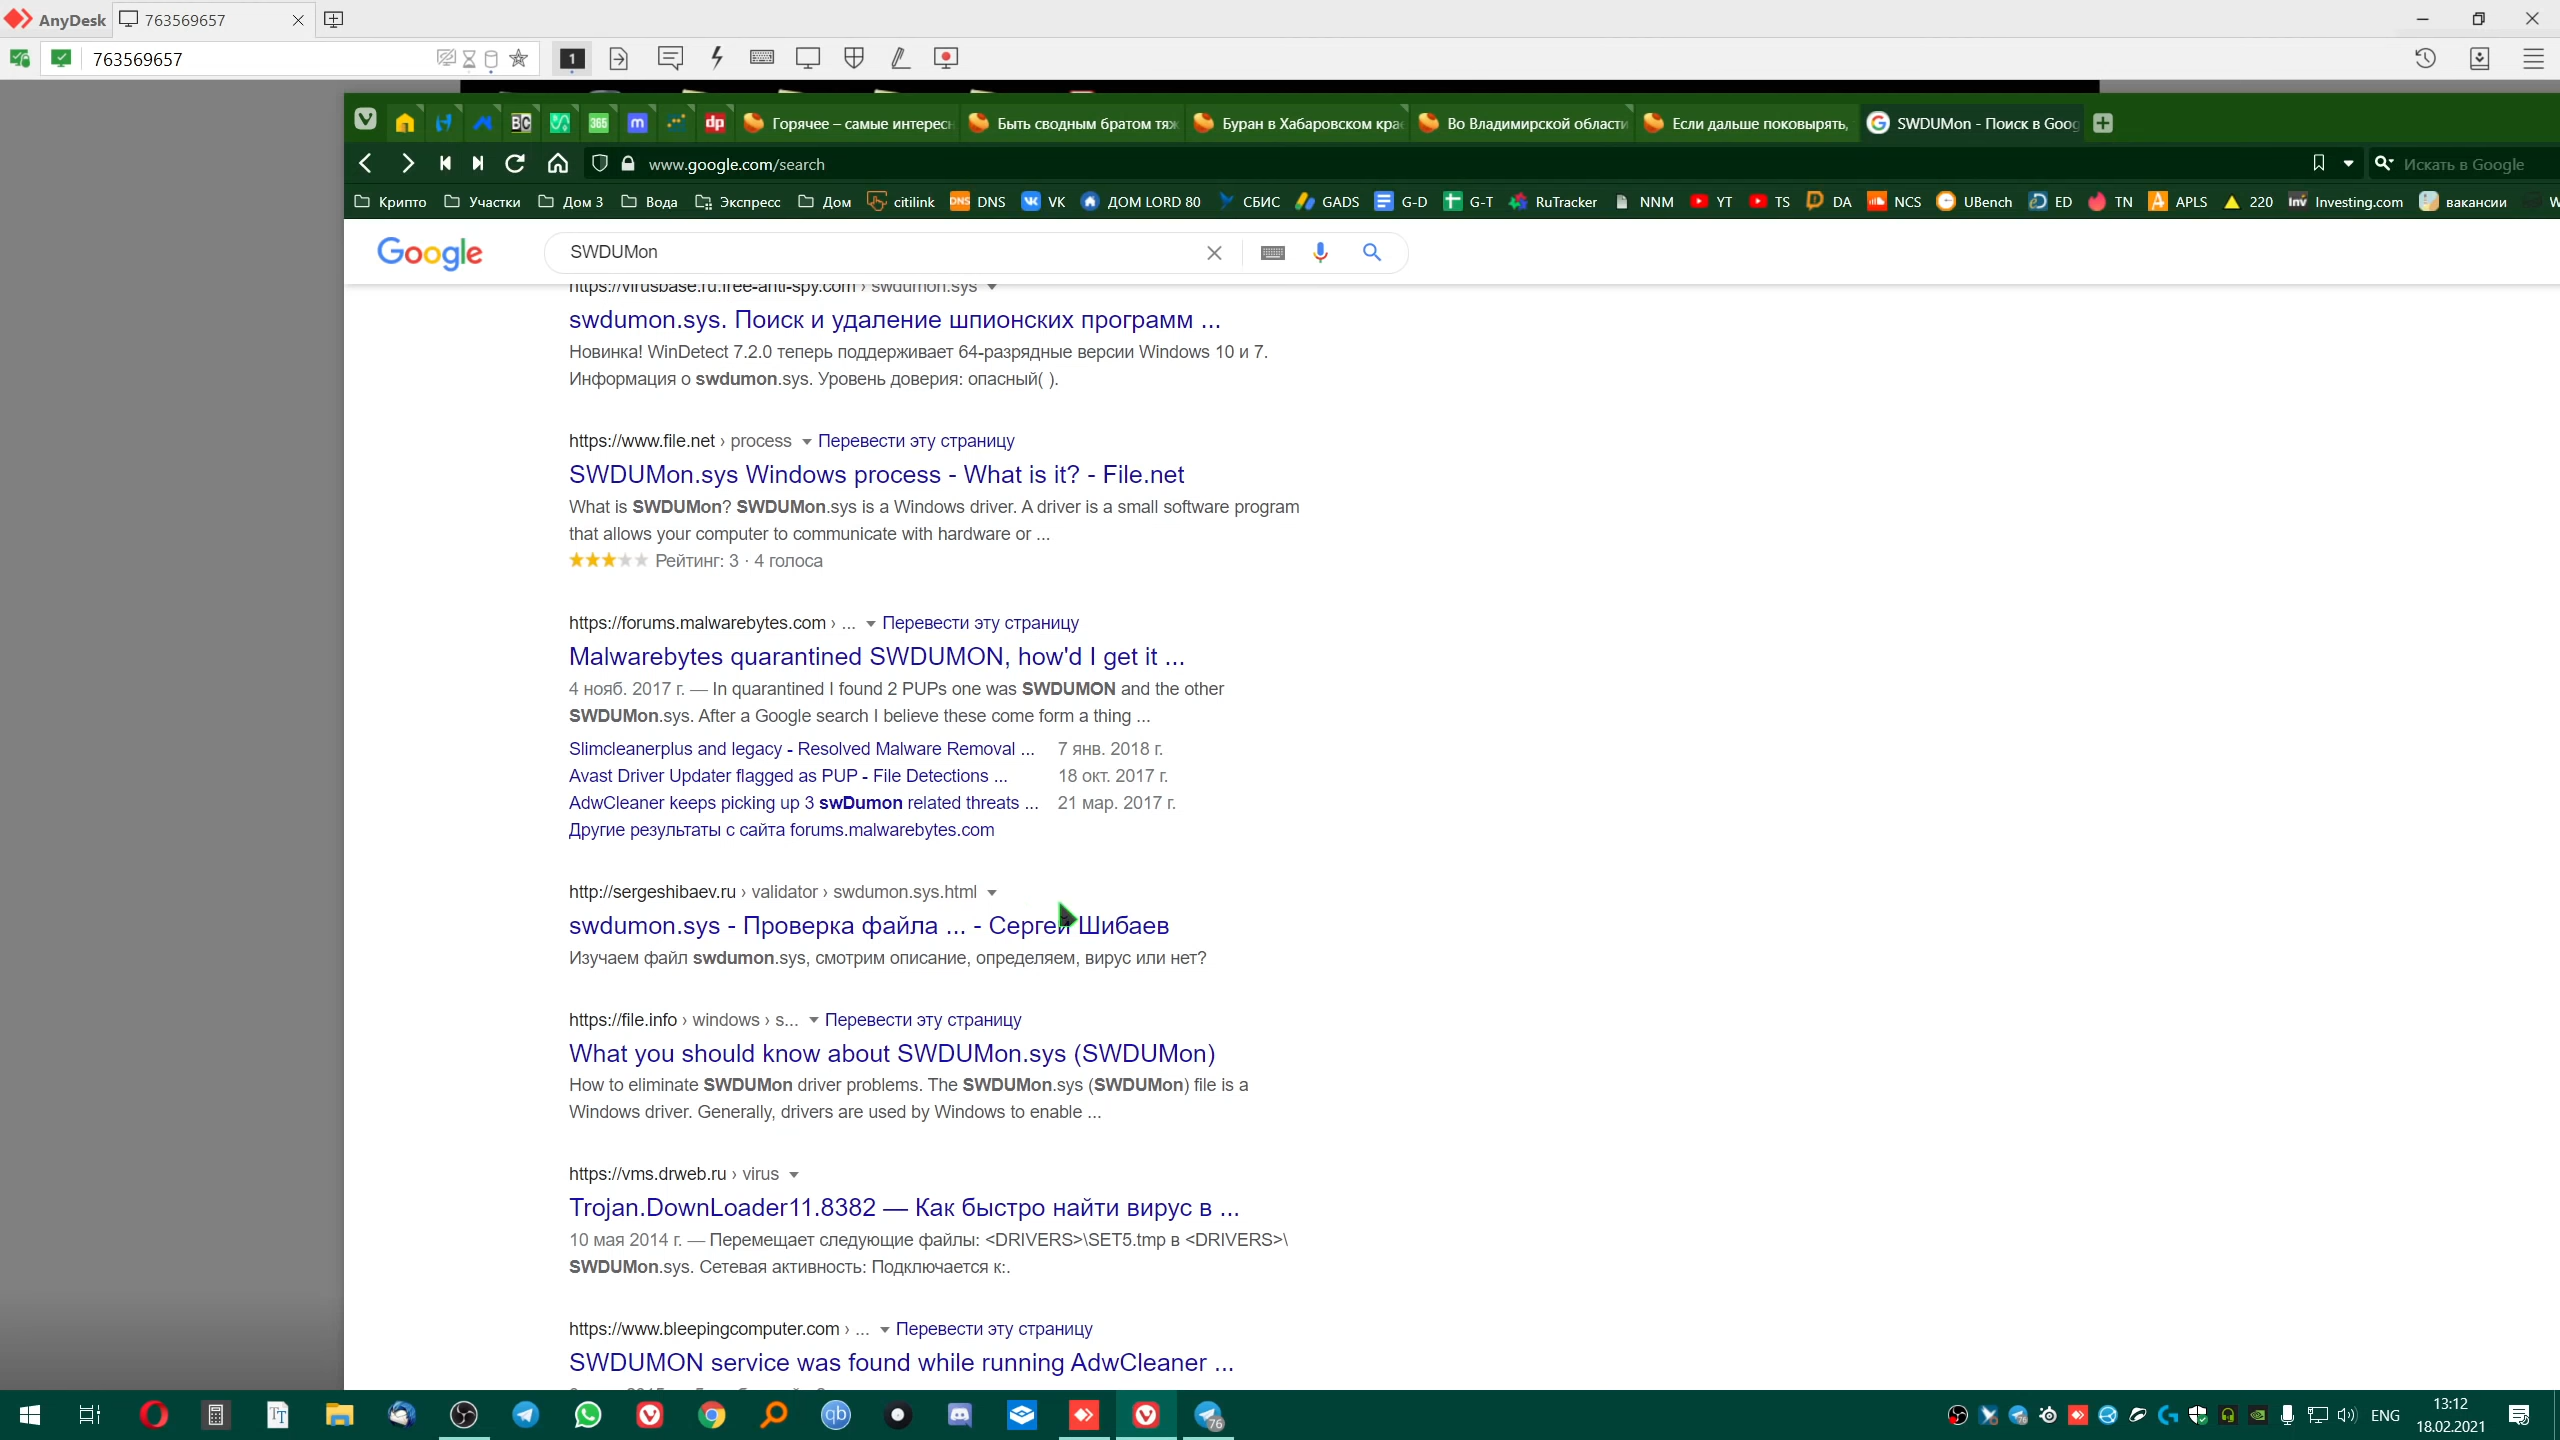 AnyDesk
763569657
763569657
1
BC
365
m
dp
Горячее – самые интерес
Быть сводным братом тяж
Буран в Хабаровском кра
Во Владимирской области
Если дальше поковырять,
SWDUMon - Поиск в Goog
www.google.com/search
Искать в Google
Крипто
Участки
Дом 3
Вода
Экспресс
Дом
citilink
DNS
VK
ДОМ LORD 80
СБИС
GADS
G-D
G-T
RuTracker
NNM
YT
TS
DA
NCS
UBench
ED
TN
APLS
220
Investing.com
вакансии
Google
SWDUMon
https://virusbase.ru.free-anti-spy.com › swdumon.sys
swdumon.sys. Поиск и удаление шпионских программ ...
Новинка! WinDetect 7.2.0 теперь поддерживает 64-разрядные версии Windows 10 и 7.
Информация о swdumon.sys. Уровень доверия: опасный( ).
https://www.file.net › process Перевести эту страницу
SWDUMon.sys Windows process - What is it? - File.net
What is SWDUMon? SWDUMon.sys is a Windows driver. A driver is a small software program
that allows your computer to communicate with hardware or ...
Рейтинг: 3 · 4 голоса
https://forums.malwarebytes.com › ... Перевести эту страницу
Malwarebytes quarantined SWDUMON, how'd I get it ...
4 нояб. 2017 г. — In quarantined I found 2 PUPs one was SWDUMON and the other
SWDUMon.sys. After a Google search I believe these come form a thing ...
Slimcleanerplus and legacy - Resolved Malware Removal ... 7 янв. 2018 г.
Avast Driver Updater flagged as PUP - File Detections ... 18 окт. 2017 г.
AdwCleaner keeps picking up 3 swDumon related threats ... 21 мар. 2017 г.
Другие результаты с сайта forums.malwarebytes.com
http://sergeshibaev.ru › validator › swdumon.sys.html
swdumon.sys - Проверка файла ... - Сергей Шибаев
Изучаем файл swdumon.sys, смотрим описание, определяем, вирус или нет?
https://file.info › windows › s... Перевести эту страницу
What you should know about SWDUMon.sys (SWDUMon)
How to eliminate SWDUMon driver problems. The SWDUMon.sys (SWDUMon) file is a
Windows driver. Generally, drivers are used by Windows to enable ...
https://vms.drweb.ru › virus
Trojan.DownLoader11.8382 — Как быстро найти вирус в ...
10 мая 2014 г. — Перемещает следующие файлы: <DRIVERS>\SET5.tmp в <DRIVERS>\
SWDUMon.sys. Сетевая активность: Подключается к:.
https://www.bleepingcomputer.com › ... Перевести эту страницу
SWDUMON service was found while running AdwCleaner ...
76
ENG
13:12
18.02.2021